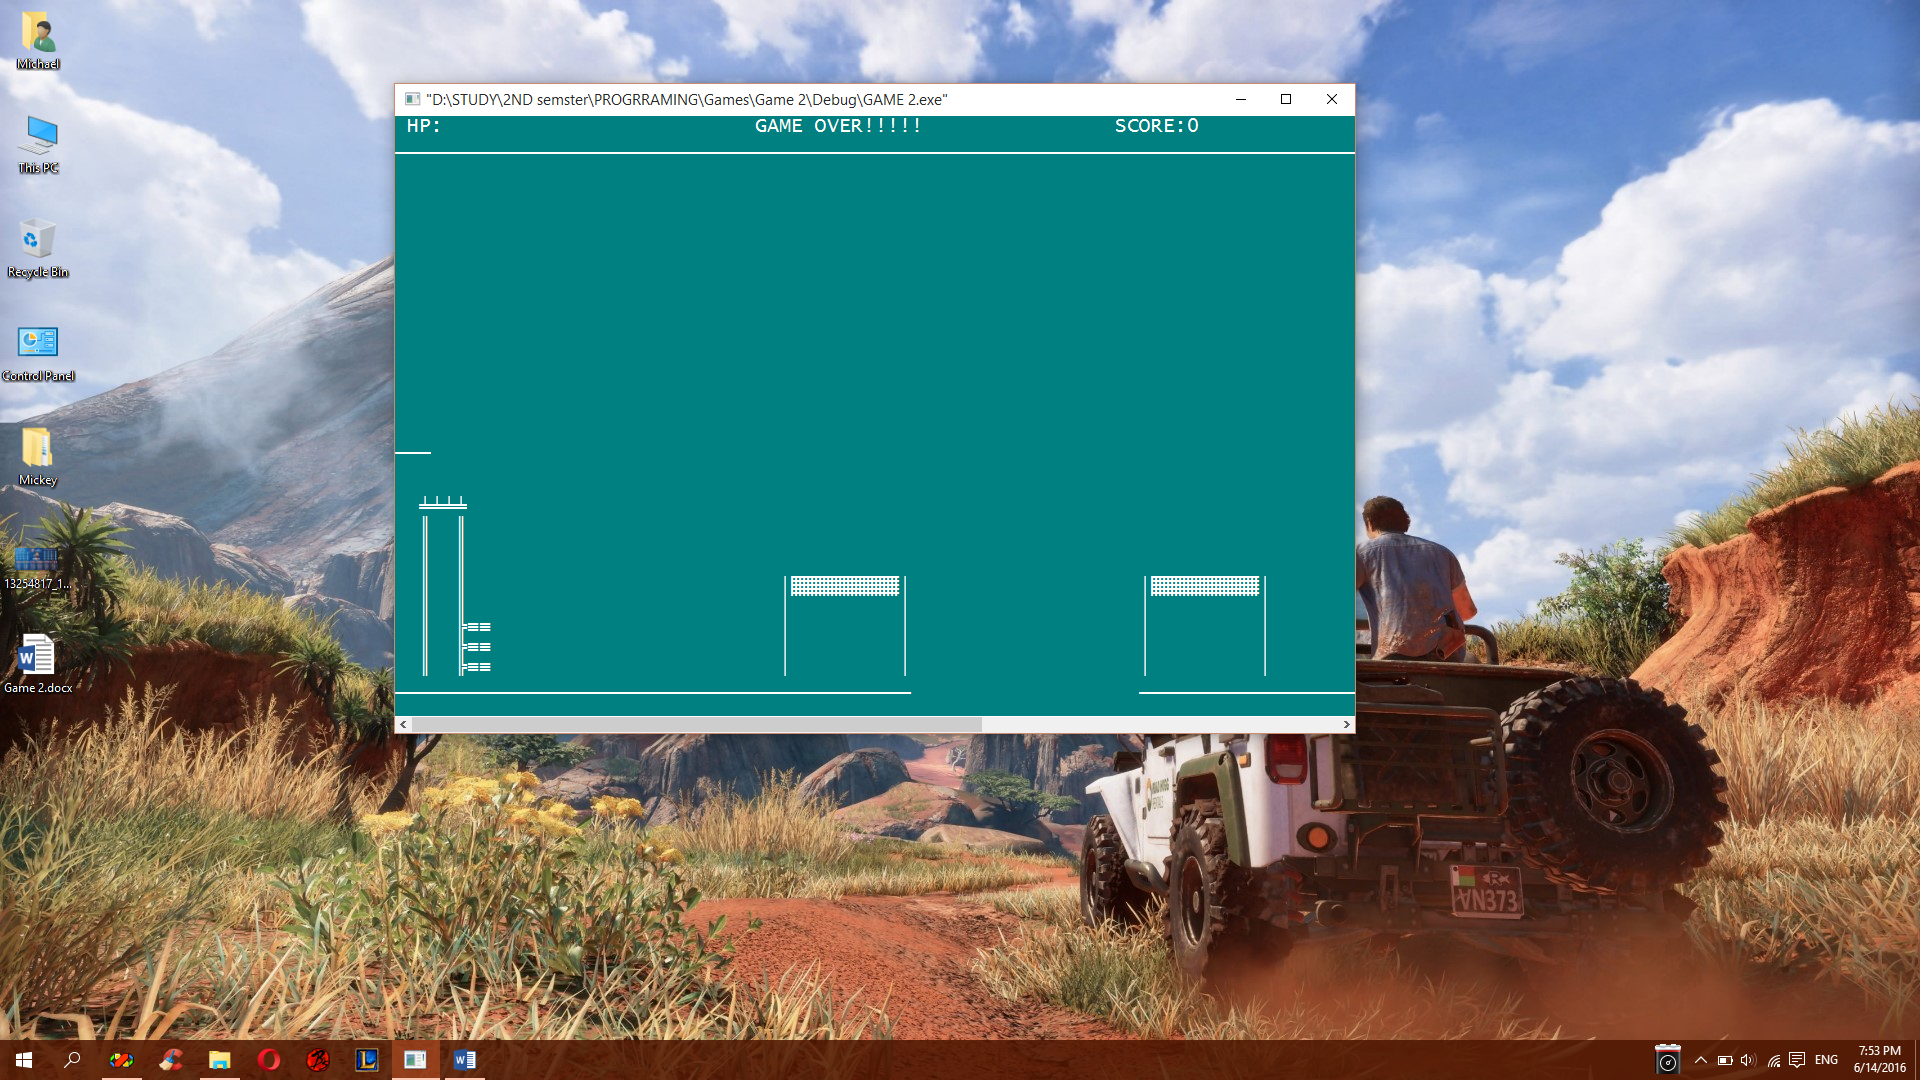 Michael
This PC
Recycle Bin
Control Panel
Mickey
13254817_1...
Game 2.docx
"D:\STUDY\2ND semster\PROGRRAMING\Games\Game 2\Debug\GAME 2.exe"
HP: GAME OVER!!!!! SCORE:0
ENG
7:53 PM
6/14/2016